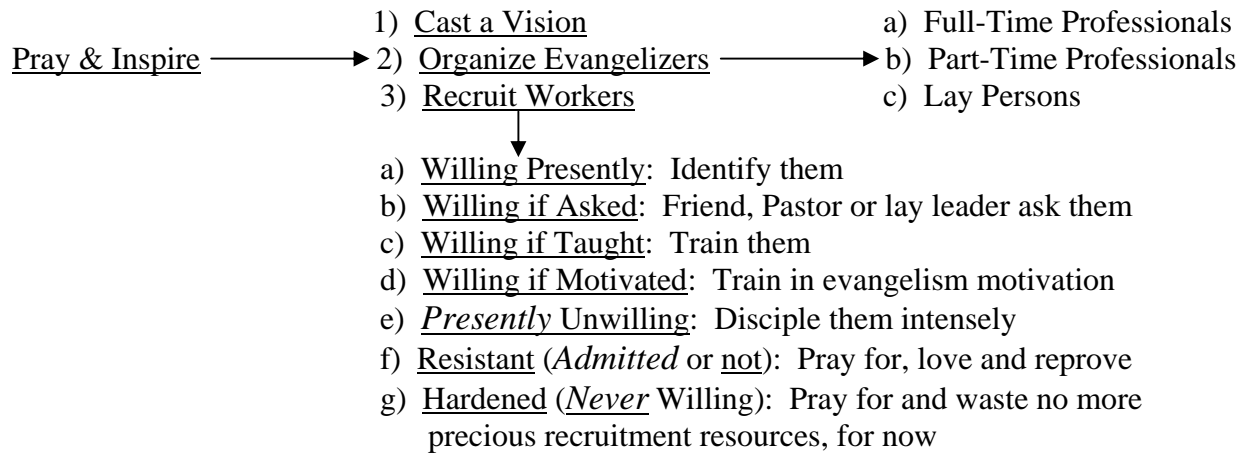 1) Cast a Vision a) Full-Time Professionals
Pray & Inspire 2) Organize Evangelizers b) Part-Time Professionals
3) Recruit Workers c) Lay Persons
a) Willing Presently: Identify them
b) Willing if Asked: Friend, Pastor or lay leader ask them
c) Willing if Taught: Train them
d) Willing if Motivated: Train in evangelism motivation
e) Presently Unwilling: Disciple them intensely
f) Resistant (Admitted or not): Pray for, love and reprove
g) Hardened (Never Willing): Pray for and waste no more
precious recruitment resources, for now